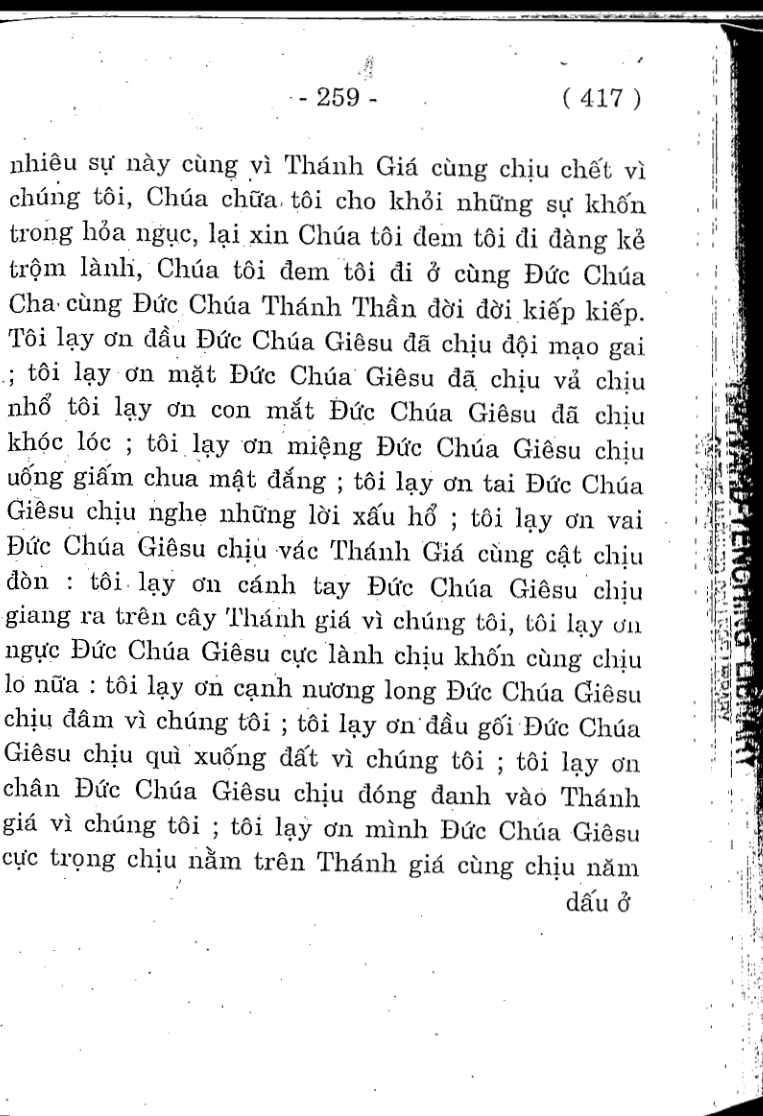 - 259 - ( 417 )
nhiêu sự này cùng vì Thánh Giá cùng chịu chết vì
chúng tôi, Chúa chữa tôi cho khỏi những sự khốn
trong hỏa ngục, lại xin Chúa tôi đem tôi đi đàng kẻ
trộm lành, Chúa tôi đem tôi đi ở cùng Đức Chúa
Cha cùng Đức Chúa Thánh Thần đời đời kiếp kiếp.
Tôi lạy ơn đầu Đức Chúa Giêsu đã chịu đội mạo gai
; tôi lạy ơn mặt Đức Chúa Giêsu đã chịu vả chịu
nhổ tôi lạy ơn con mắt Đức Chúa Giêsu đã chịu
khóc lóc ; tôi lạy ơn miệng Đức Chúa Giêsu chịu
uống giấm chua mật đắng ; tôi lạy ơn tai Đức Chúa
Giêsu chịu nghe những lời xấu hổ ; tôi lạy ơn vai
Đức Chúa Giêsu chịu vác Thánh Giá cùng cật chịu
đòn : tôi lạy ơn cánh tay Đức Chúa Giêsu chịu
giang ra trên cây Thánh giá vì chúng tôi, tôi lạy ơn
ngực Đức Chúa Giêsu cực lành chịu khốn cùng chịu
lo nữa : tôi lạy ơn cạnh nương long Đức Chúa Giêsu
chịu đâm vì chúng tôi ; tôi lạy ơn đầu gối Đức Chúa
Giêsu chịu quì xuống đất vì chúng tôi ; tôi lạy ơn
chân Đức Chúa Giêsu chịu đóng đanh vào Thánh
giá vì chúng tôi ; tôi lạy ơn mình Đức Chúa Giêsu
cực trọng chịu nằm trên Thánh giá cùng chịu năm
dấu ở
HARVARD-YENCHING LIBRARY